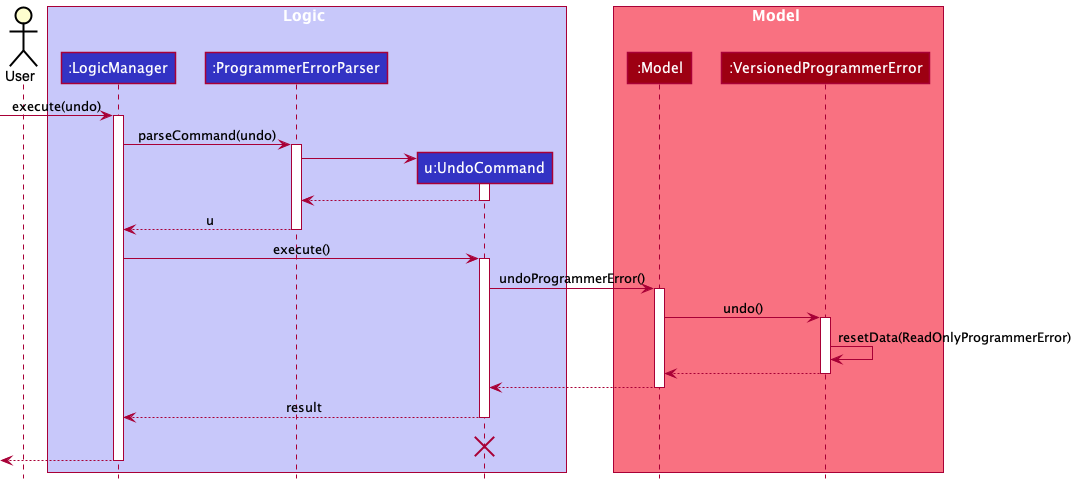 Logic
Model
User
:LogicManager
:ProgrammerErrorParser
:Model
:VersionedProgrammerError
execute(undo)
parseCommand(undo)
u:UndoCommand
u
execute()
undoProgrammerError()
undo()
resetData(ReadOnlyProgrammerError)
result